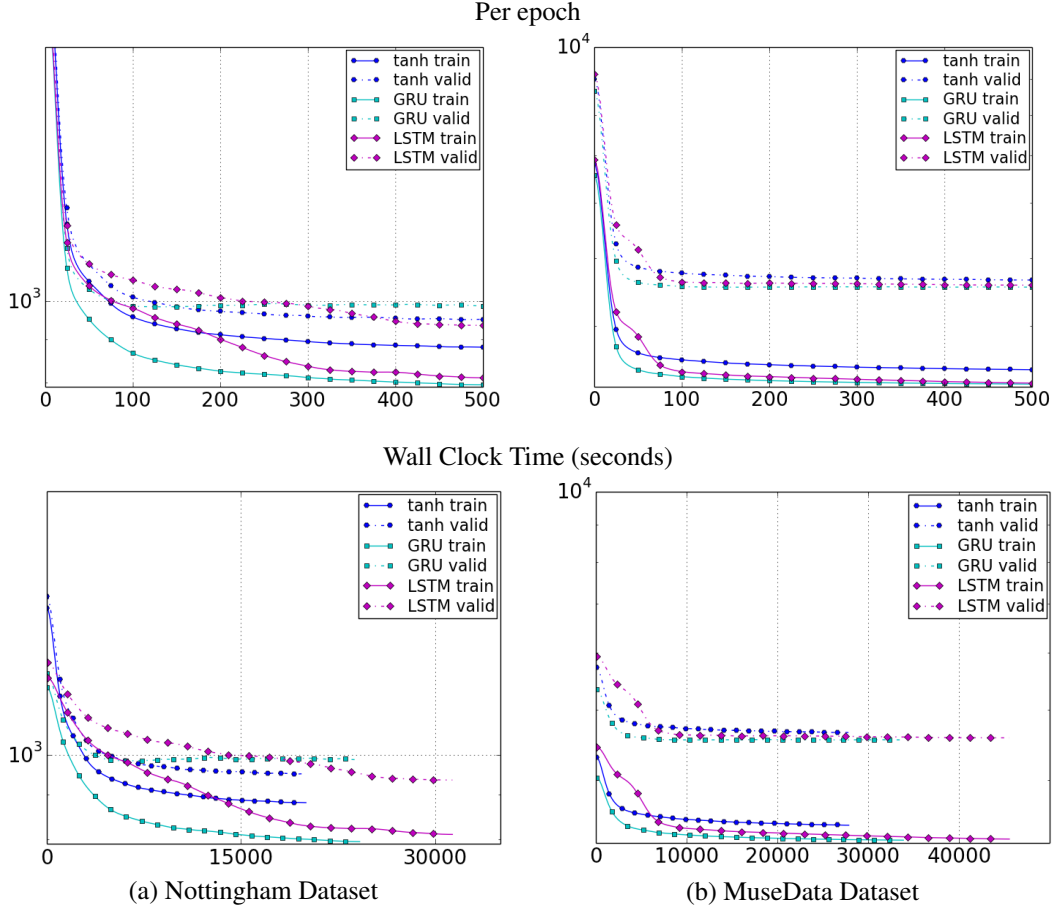 Per epoch
10^3
0 100 200 300 400 500
tanh train
tanh valid
GRU train
GRU valid
LSTM train
LSTM valid
10^4
0 100 200 300 400 500
tanh train
tanh valid
GRU train
GRU valid
LSTM train
LSTM valid
Wall Clock Time (seconds)
10^3
0 15000 30000
tanh train
tanh valid
GRU train
GRU valid
LSTM train
LSTM valid
(a) Nottingham Dataset
10^4
0 10000 20000 30000 40000
tanh train
tanh valid
GRU train
GRU valid
LSTM train
LSTM valid
(b) MuseData Dataset